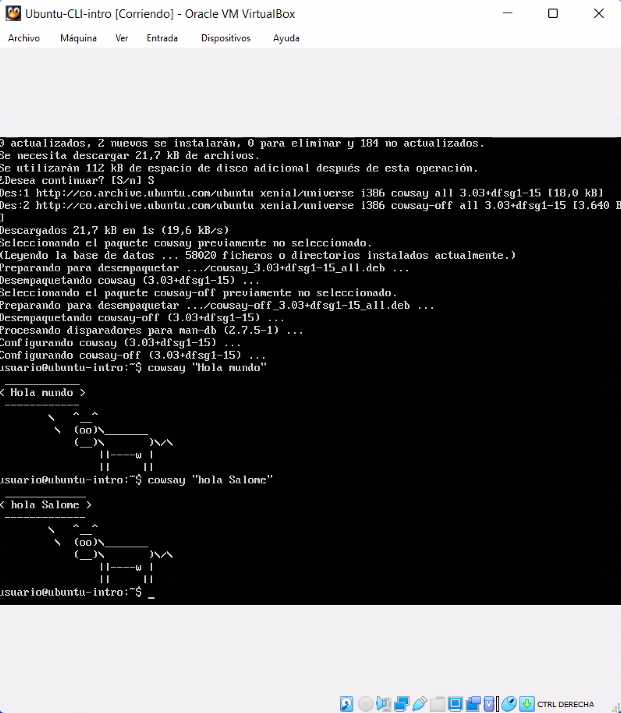 Ubuntu-CLI-intro [Corriendo] - Oracle VM VirtualBox
Archivo Máquina Ver Entrada Dispositivos Ayuda
0 actualizados, 2 nuevos se instalarán, 0 para eliminar y 184 no actualizados.
Se necesita descargar 21,7 kB de archivos.
Se utilizarán 112 kB de espacio de disco adicional después de esta operación.
¿Desea continuar? [S/n] S
Des:1 http://co.archive.ubuntu.com/ubuntu xenial/universe i386 cowsay all 3.03+dfsg1-15 [18,0 kB]
Des:2 http://co.archive.ubuntu.com/ubuntu xenial/universe i386 cowsay-off all 3.03+dfsg1-15 [3.640 B
]
Descargados 21,7 kB en 1s (19,6 kB/s)
Seleccionando el paquete cowsay previamente no seleccionado.
(Leyendo la base de datos ... 58020 ficheros o directorios instalados actualmente.)
Preparando para desempaquetar .../cowsay_3.03+dfsg1-15_all.deb ...
Desempaquetando cowsay (3.03+dfsg1-15) ...
Seleccionando el paquete cowsay-off previamente no seleccionado.
Preparando para desempaquetar .../cowsay-off_3.03+dfsg1-15_all.deb ...
Desempaquetando cowsay-off (3.03+dfsg1-15) ...
Procesando disparadores para man-db (2.7.5-1) ...
Configurando cowsay (3.03+dfsg1-15) ...
Configurando cowsay-off (3.03+dfsg1-15) ...
usuario@ubuntu-intro:~$ cowsay "Hola mundo"
 ____________
< Hola mundo >
 ------------
        \   ^__^
         \  (oo)\_______
            (__)\       )\/\
                ||----w |
                ||     ||
usuario@ubuntu-intro:~$ cowsay "hola Salome"
 _____________
< hola Salome >
 -------------
        \   ^__^
         \  (oo)\_______
            (__)\       )\/\
                ||----w |
                ||     ||
usuario@ubuntu-intro:~$ _
CTRL DERECHA